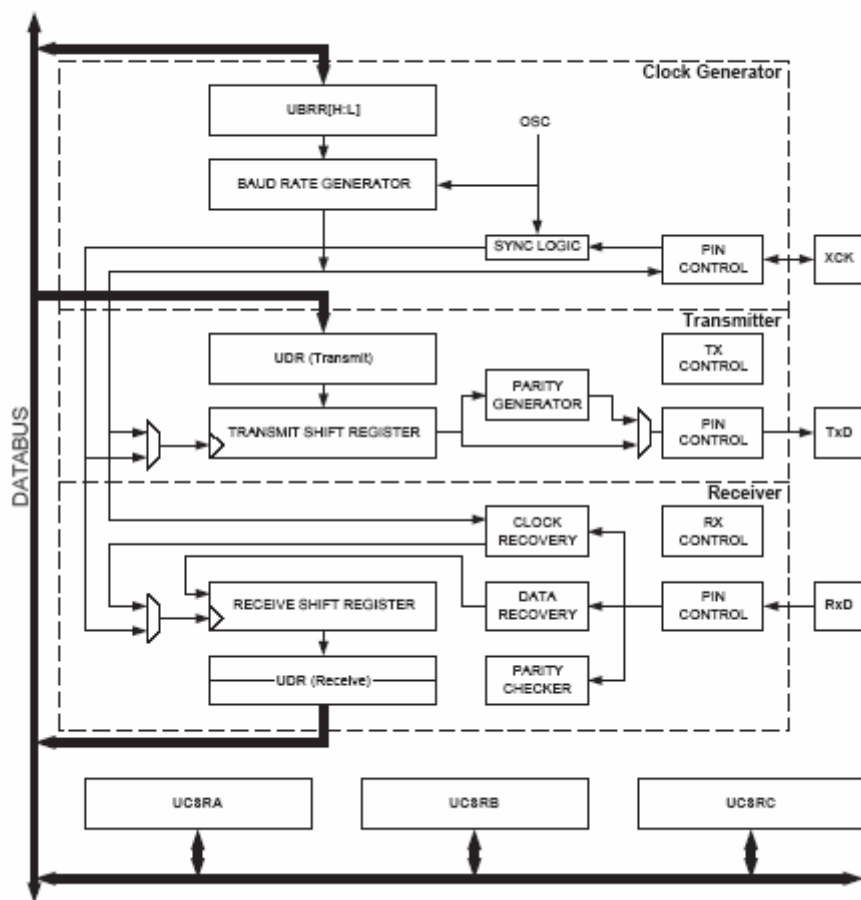 Clock Generator
UBRR[H:L]
OSC
BAUD RATE GENERATOR
SYNC LOGIC
PIN
CONTROL
XCK
Transmitter
UDR (Transmit)
TX
CONTROL
PARITY
GENERATOR
TRANSMIT SHIFT REGISTER
PIN
CONTROL
TxD
DATABUS
Receiver
CLOCK
RECOVERY
RX
CONTROL
RECEIVE SHIFT REGISTER
DATA
RECOVERY
PIN
CONTROL
RxD
UDR (Receive)
PARITY
CHECKER
UCSRA
UCSRB
UCSRC